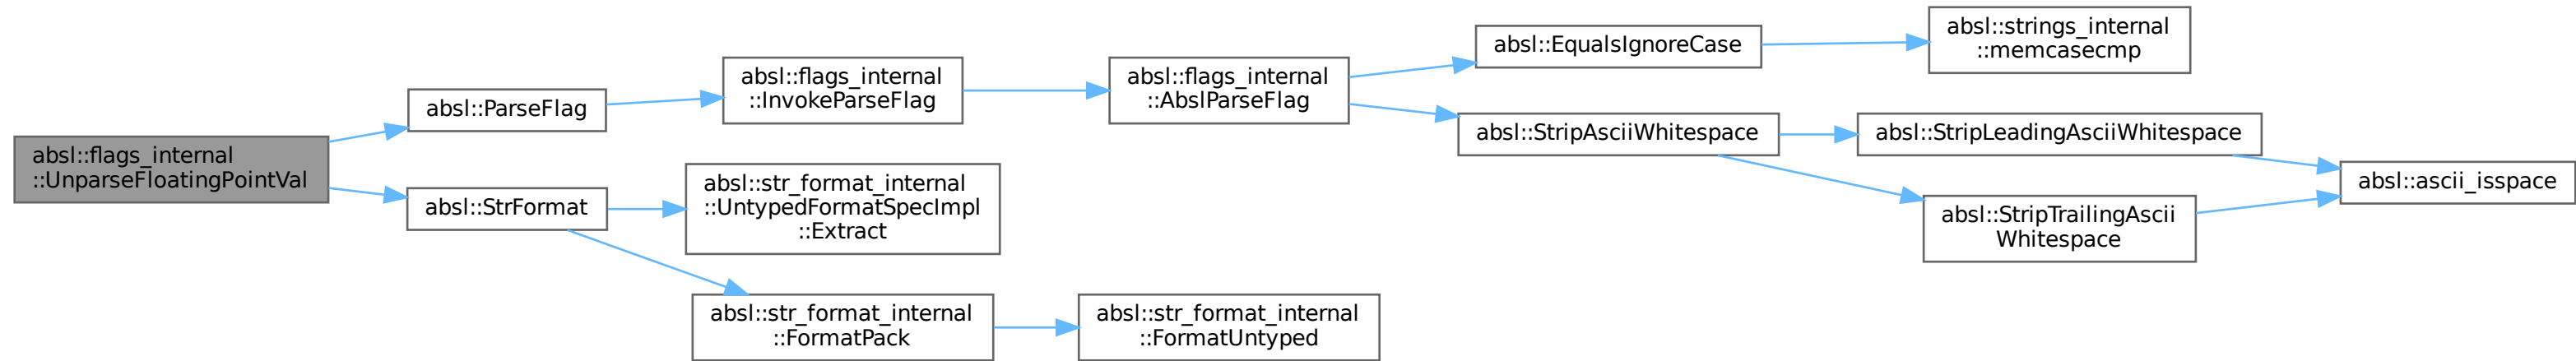 absl::flags_internal
::UnparseFloatingPointVal
absl::ParseFlag
absl::flags_internal
::InvokeParseFlag
absl::flags_internal
::AbslParseFlag
absl::EqualsIgnoreCase
absl::strings_internal
::memcasecmp
absl::StripAsciiWhitespace
absl::StripLeadingAsciiWhitespace
absl::StripTrailingAscii
Whitespace
absl::ascii_isspace
absl::StrFormat
absl::str_format_internal
::UntypedFormatSpecImpl
::Extract
absl::str_format_internal
::FormatPack
absl::str_format_internal
::FormatUntyped